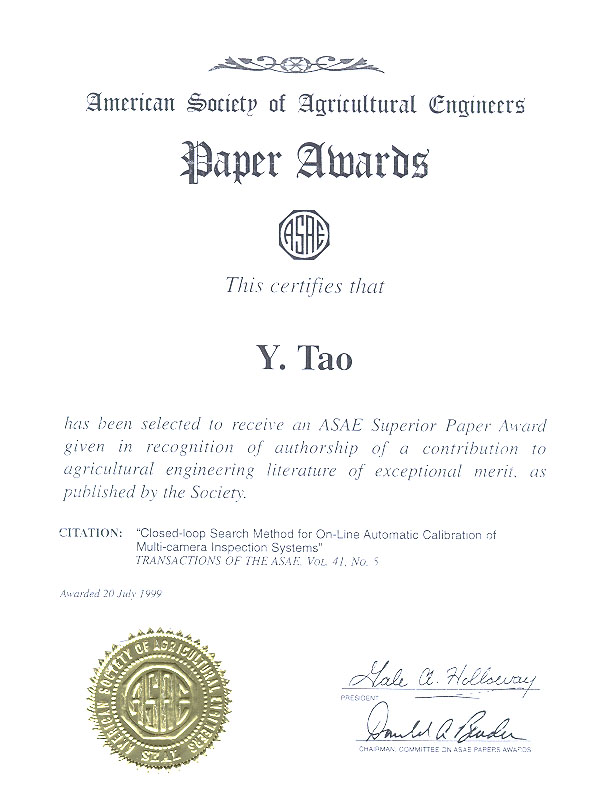 American Society of Agricultural Engineers
Paper Awards
ASAE
This certifies that
Y. Tao
has been selected to receive an ASAE Superior Paper Award
given in recognition of authorship of a contribution to
agricultural engineering literature of exceptional merit, as
published by the Society.
CITATION: "Closed-loop Search Method for On-Line Automatic Calibration of
Multi-camera Inspection Systems"
TRANSACTIONS OF THE ASAE, VOL. 41, NO. 5
Awarded 20 July 1999
AMERICAN SOCIETY OF AGRICULTURAL ENGINEERS
ASAE
SEAL
Gale A. Holloway
PRESIDENT
Donald A. Bender
CHAIRMAN, COMMITTEE ON ASAE PAPERS AWARDS